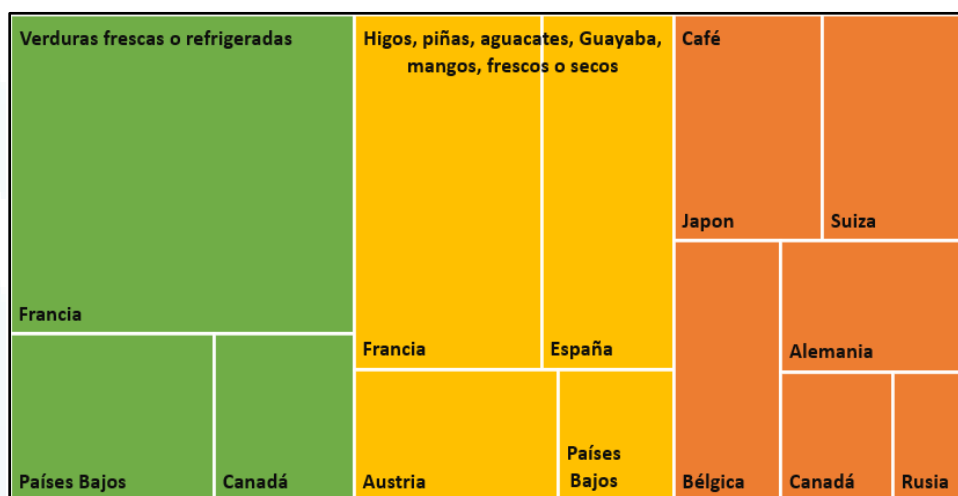 Verduras frescas o refrigeradas
Francia
Países Bajos
Canadá
Higos, piñas, aguacates, Guayaba,
mangos, frescos o secos
Francia
España
Austria
Países
Bajos
Café
Japon
Suiza
Bélgica
Alemania
Canadá
Rusia